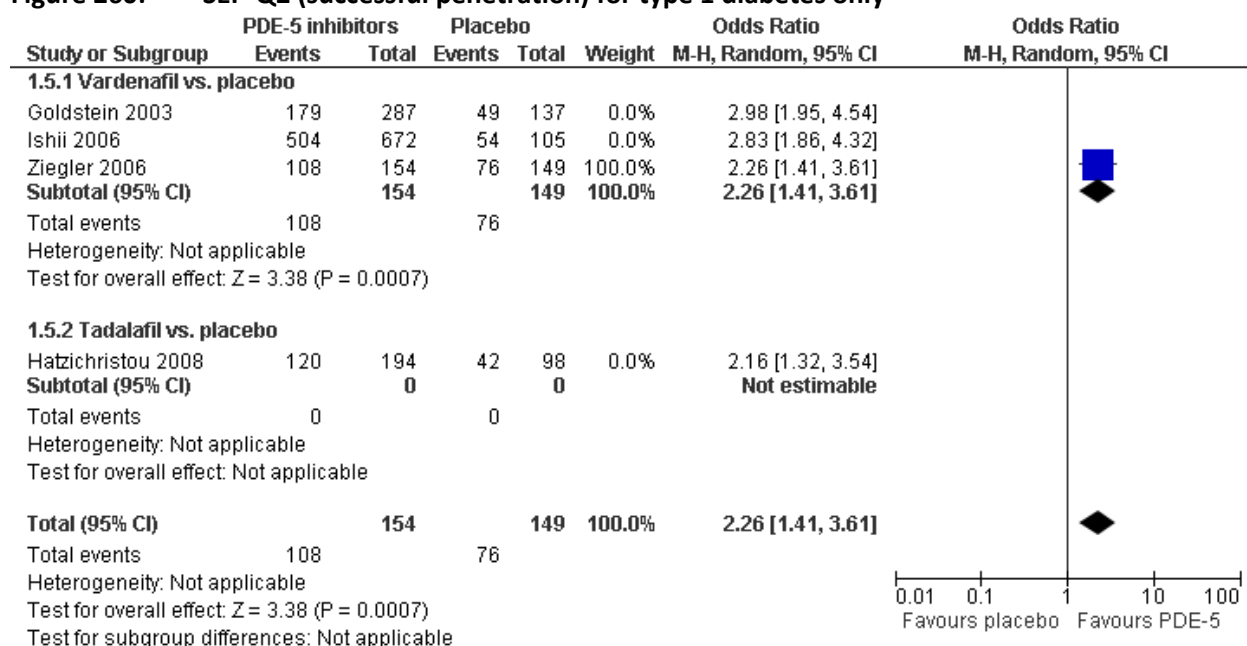 PDE-5 inhibitors Placebo Odds Ratio Odds Ratio
Study or Subgroup Events Total Events Total Weight M-H, Random, 95% CI M-H, Random, 95% CI
1.5.1 Vardenafil vs. placebo
Goldstein 2003 179 287 49 137 0.0% 2.98 [1.95, 4.54]
Ishii 2006 504 672 54 105 0.0% 2.83 [1.86, 4.32]
Ziegler 2006 108 154 76 149 100.0% 2.26 [1.41, 3.61]
Subtotal (95% CI) 154 149 100.0% 2.26 [1.41, 3.61]
Total events 108 76
Heterogeneity: Not applicable
Test for overall effect: Z = 3.38 (P = 0.0007)
1.5.2 Tadalafil vs. placebo
Hatzichristou 2008 120 194 42 98 0.0% 2.16 [1.32, 3.54]
Subtotal (95% CI) 0 0 Not estimable
Total events 0 0
Heterogeneity: Not applicable
Test for overall effect: Not applicable
Total (95% CI) 154 149 100.0% 2.26 [1.41, 3.61]
Total events 108 76
Heterogeneity: Not applicable
Test for overall effect: Z = 3.38 (P = 0.0007)
Test for subgroup differences: Not applicable
0.01 0.1 1 10 100
Favours placebo Favours PDE-5